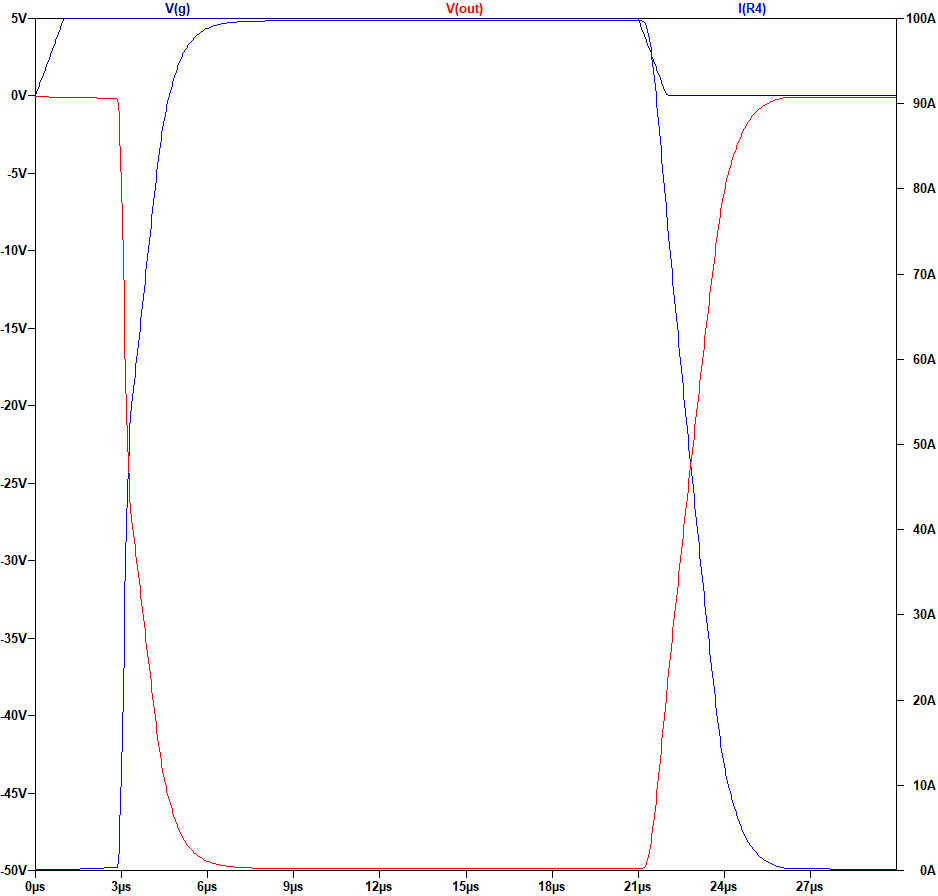 V(g) V(out) I(R4)
5V 100A
0V 90A
-5V 80A
-10V 70A
-15V 60A
-20V 50A
-25V 40A
-30V 30A
-35V 20A
-40V 10A
-45V 0A
-50V
0µs 3µs 6µs 9µs 12µs 15µs 18µs 21µs 24µs 27µs